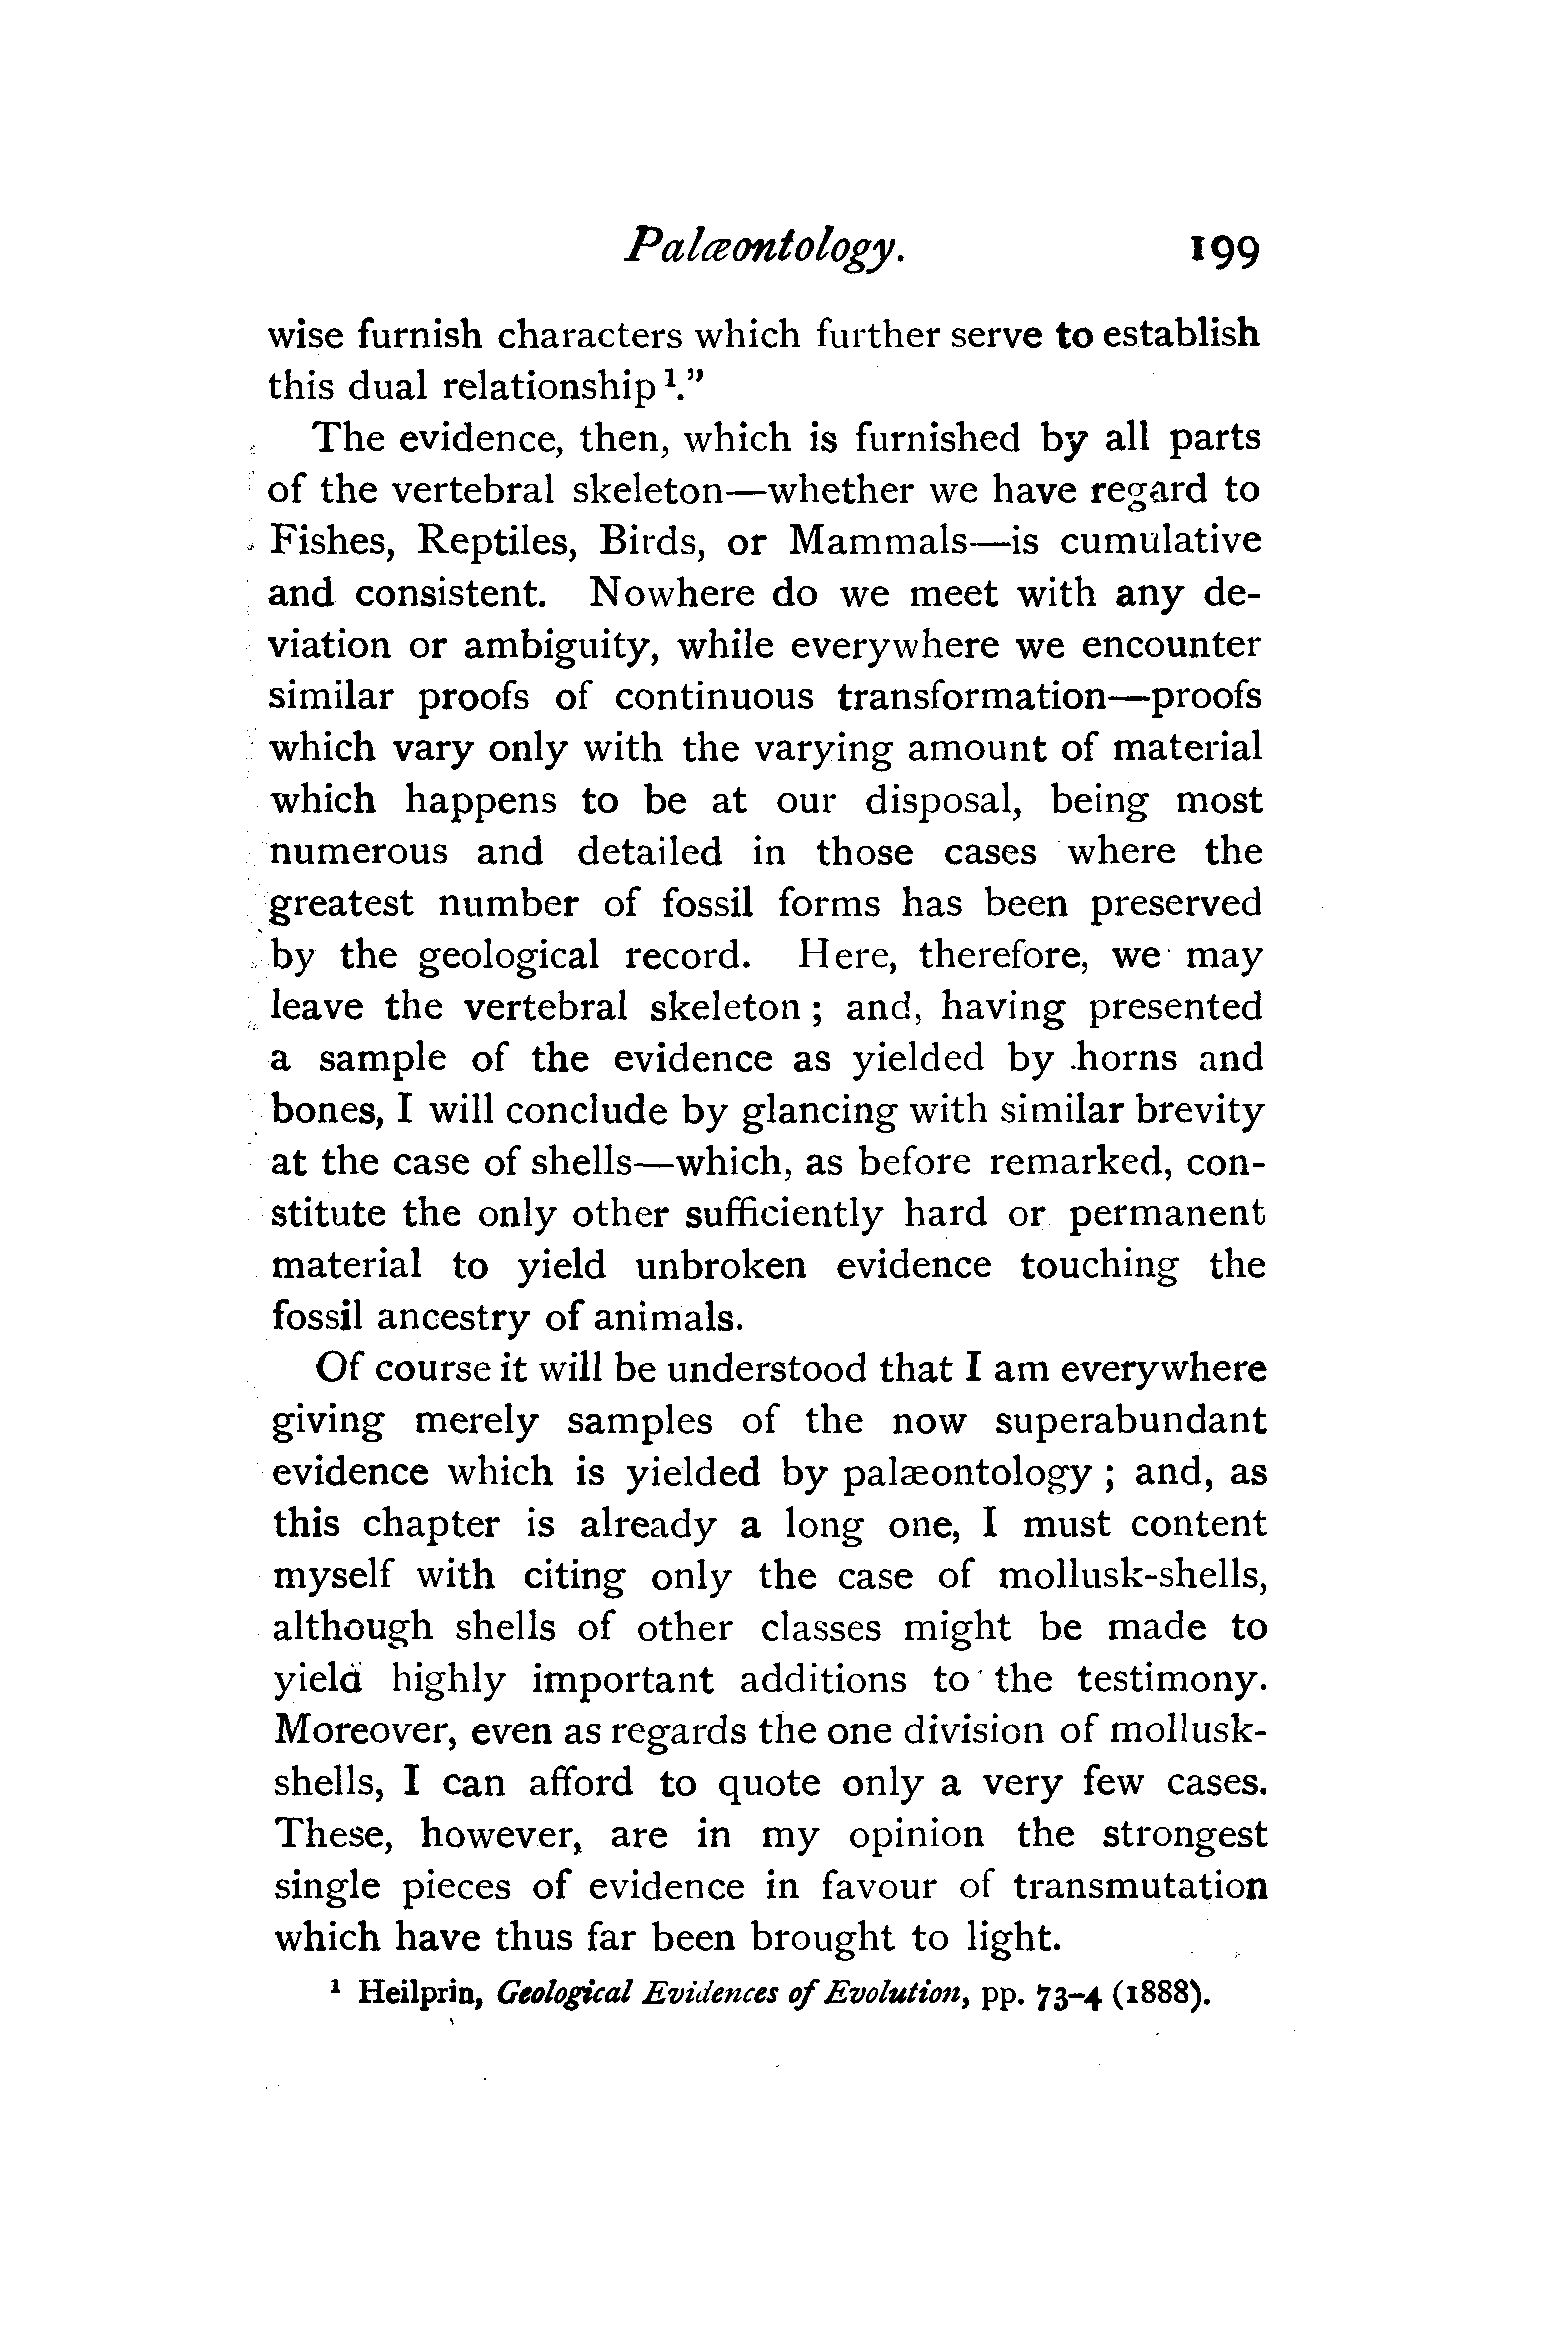 Palæontology. 199
wise furnish characters which further serve to establish
this dual relationship ¹."
The evidence, then, which is furnished by all parts
of the vertebral skeleton—whether we have regard to
Fishes, Reptiles, Birds, or Mammals—is cumulative
and consistent. Nowhere do we meet with any de-
viation or ambiguity, while everywhere we encounter
similar proofs of continuous transformation—proofs
which vary only with the varying amount of material
which happens to be at our disposal, being most
numerous and detailed in those cases where the
greatest number of fossil forms has been preserved
by the geological record. Here, therefore, we may
leave the vertebral skeleton ; and, having presented
a sample of the evidence as yielded by horns and
bones, I will conclude by glancing with similar brevity
at the case of shells—which, as before remarked, con-
stitute the only other sufficiently hard or permanent
material to yield unbroken evidence touching the
fossil ancestry of animals.
Of course it will be understood that I am everywhere
giving merely samples of the now superabundant
evidence which is yielded by palæontology ; and, as
this chapter is already a long one, I must content
myself with citing only the case of mollusk-shells,
although shells of other classes might be made to
yield highly important additions to the testimony.
Moreover, even as regards the one division of mollusk-
shells, I can afford to quote only a very few cases.
These, however, are in my opinion the strongest
single pieces of evidence in favour of transmutation
which have thus far been brought to light.
¹ Heilprin, Geological Evidences of Evolution, pp. 73-4 (1888).